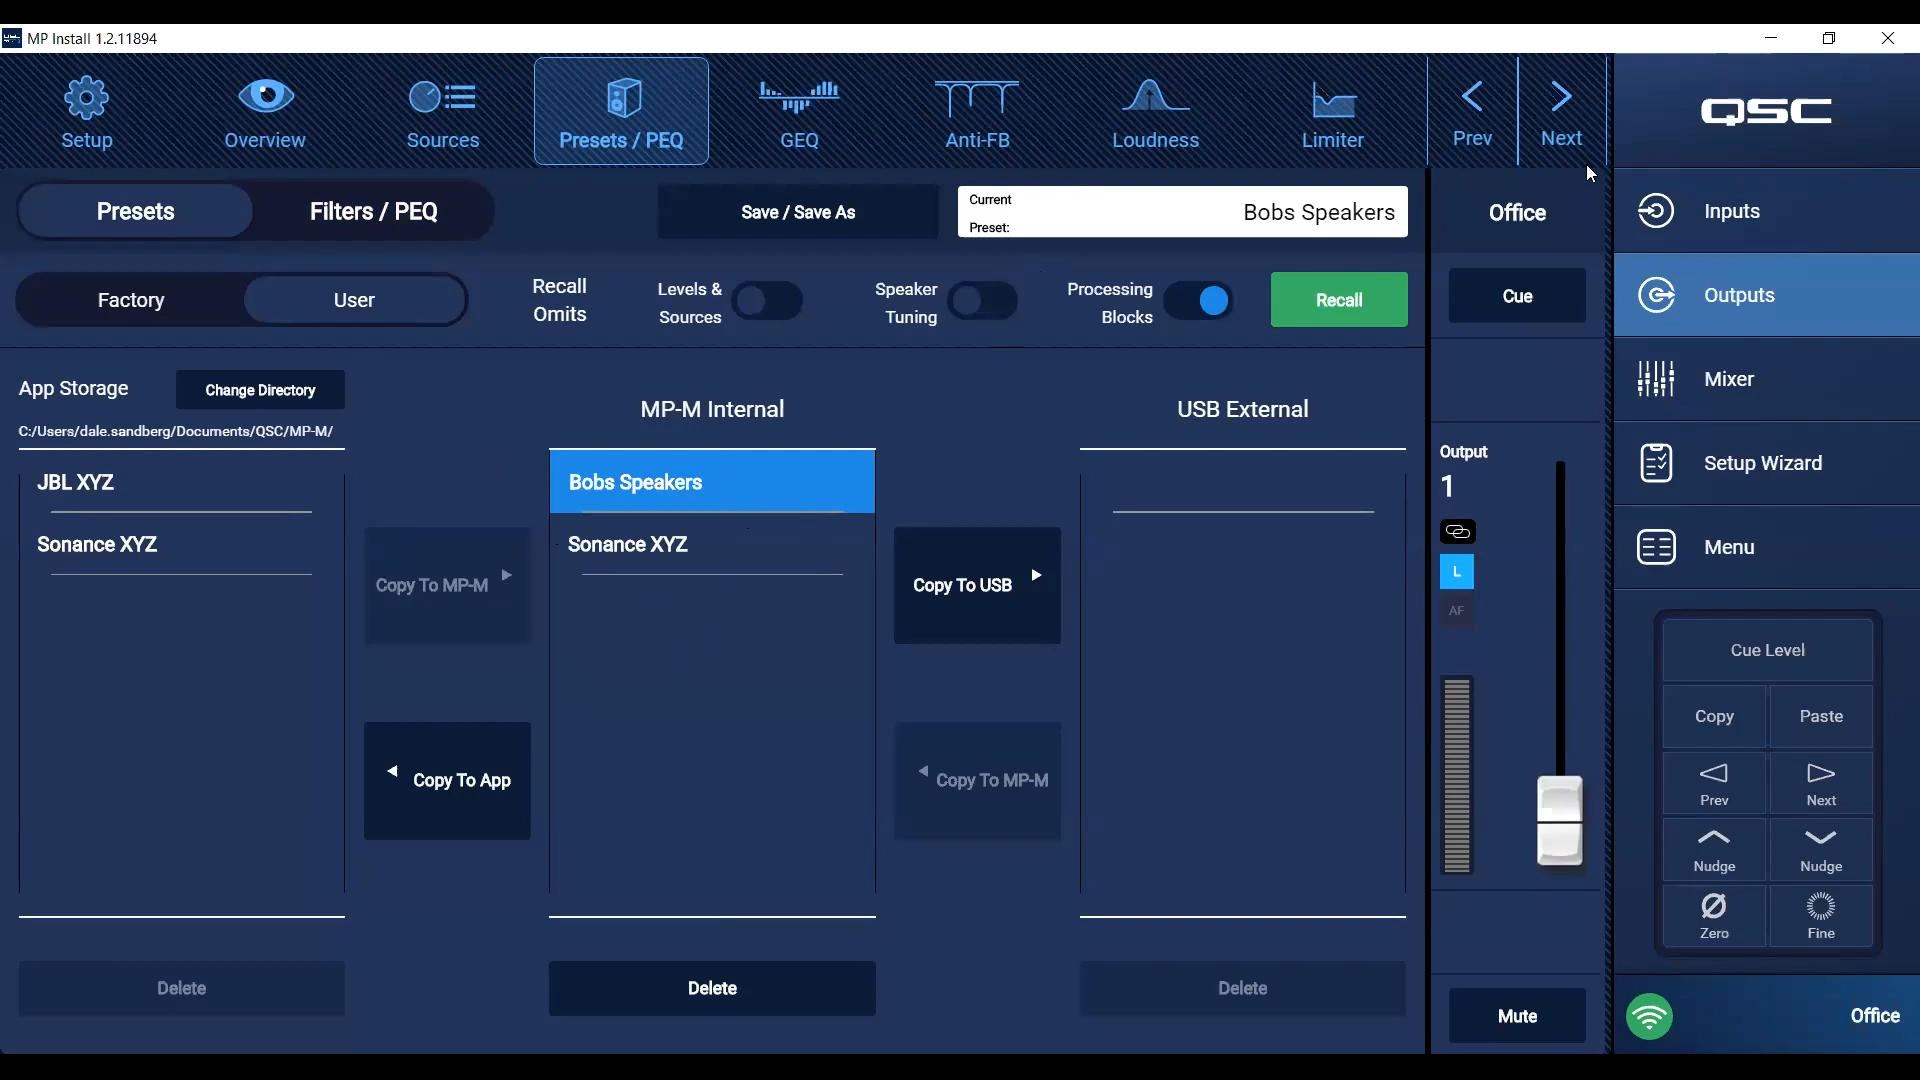 MP Install 1.2.11894
Setup
Overview
Sources
Presets / PEQ
GEQ
Anti-FB
Loudness
Limiter
Prev
Next
QSC
Presets
Filters / PEQ
Save / Save As
Current
Preset:
Bobs Speakers
Office
Inputs
Factory
User
Recall
Omits
Levels &
Sources
Speaker
Tuning
Processing
Blocks
Recall
Cue
Outputs
App Storage
Change Directory
C:/Users/dale.sandberg/Documents/QSC/MP-M/
MP-M Internal
USB External
Mixer
JBL XYZ
Sonance XYZ
Bobs Speakers
Sonance XYZ
Copy To MP-M
Copy To App
Copy To USB
Copy To MP-M
Output
1
L
AF
Setup Wizard
Menu
Cue Level
Copy
Paste
Prev
Next
Nudge
Nudge
Zero
Fine
Delete
Delete
Delete
Mute
Office